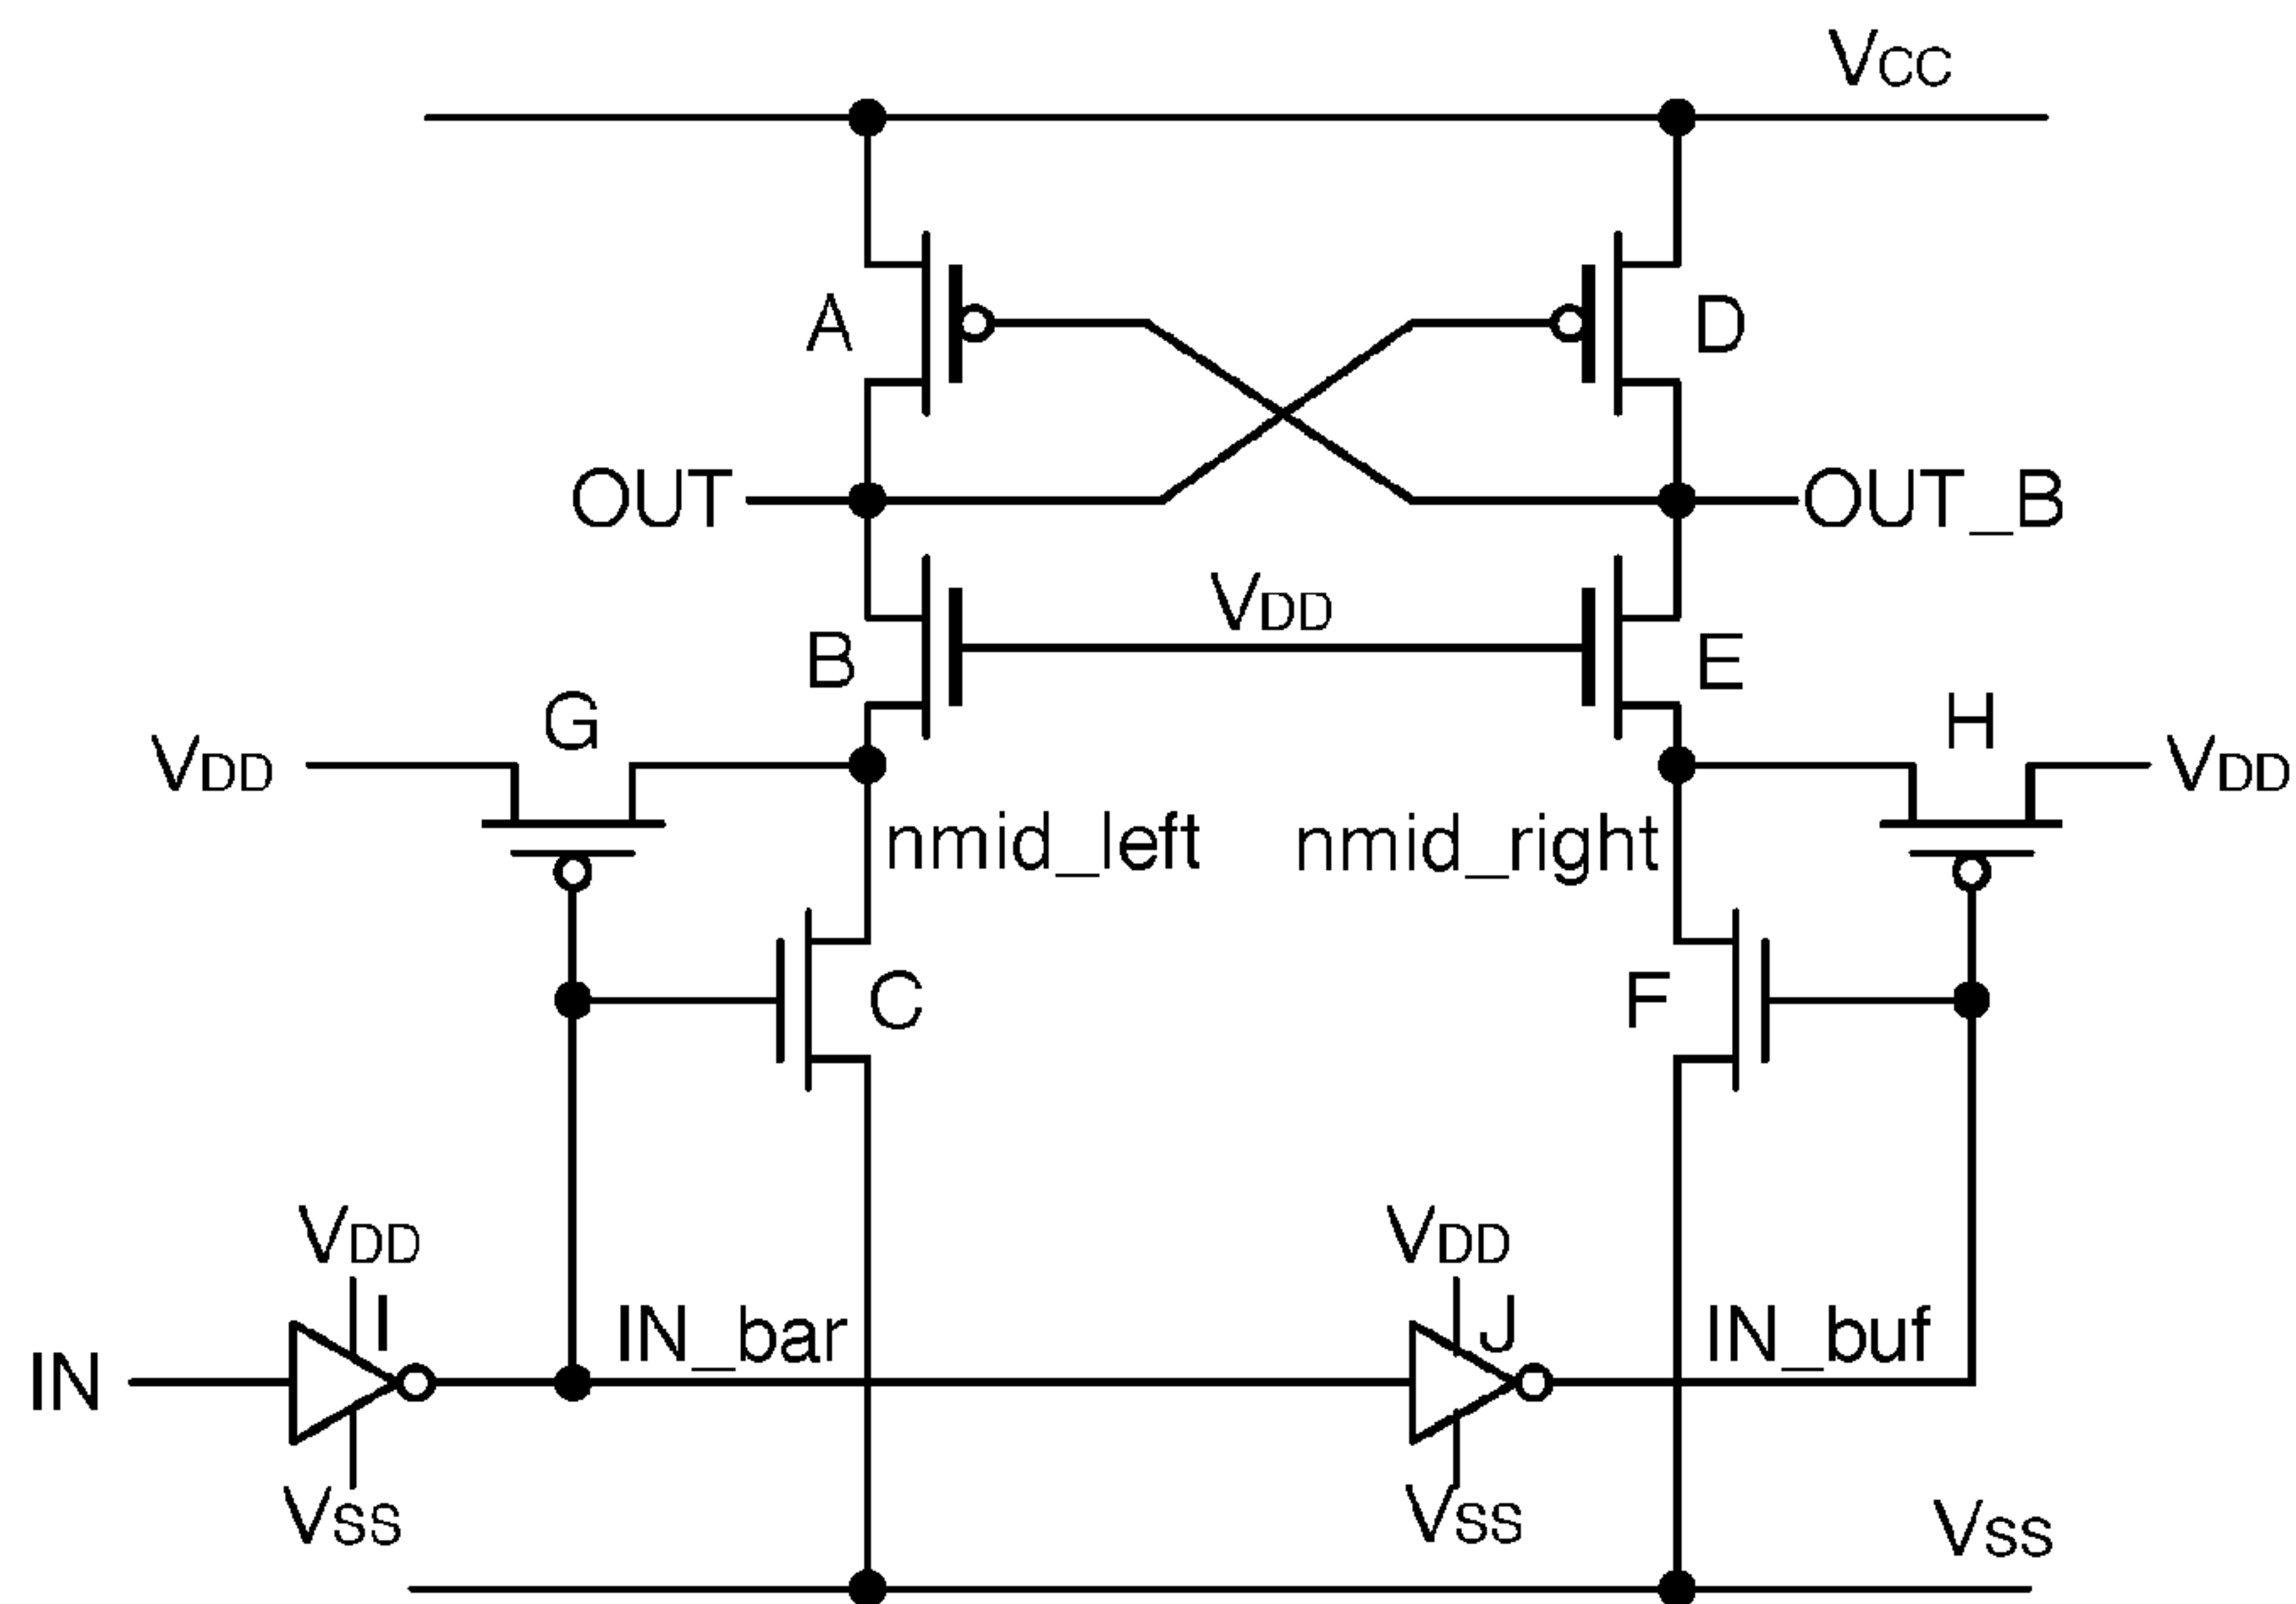 VCC
A
D
OUT
OUT_B
VDD
B
E
G
H
VDD
VDD
nmid_left
nmid_right
C
F
VDD
VDD
I
IN_bar
J
IN_buf
IN
VSS
VSS
VSS